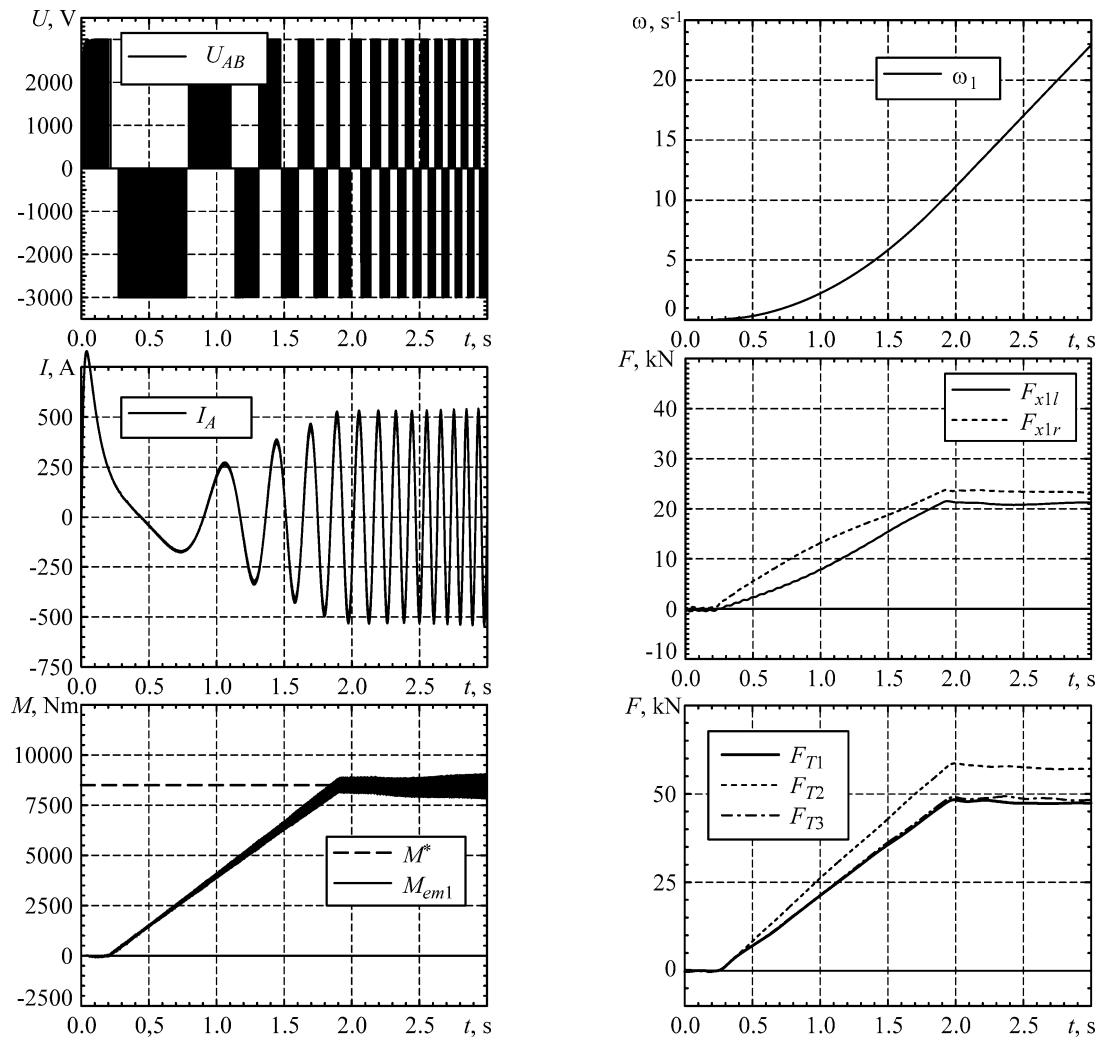 U, V
U_AB
2000
1000
0
-1000
-2000
-3000
0.0 0.5 1.0 1.5 2.0 t, s
ω, s⁻¹
ω₁
20
15
10
5
0
0.0 0.5 1.0 1.5 2.0 2.5 t, s
I, A
I_A
500
250
0
-250
-500
-750
0.0 0.5 1.0 1.5 2.0 t, s
F, kN
F_x1l
F_x1r
40
30
20
10
0
-10
0.0 0.5 1.0 1.5 2.0 2.5 t, s
M, Nm
10000
7500
5000
2500
0
-2500
M*
M_em1
0.0 0,5 1.0 1.5 2.0 2.5 t, s
F, kN
F_T1
F_T2
F_T3
50
25
0
0.0 0.5 1.0 1.5 2.0 2.5 t, s